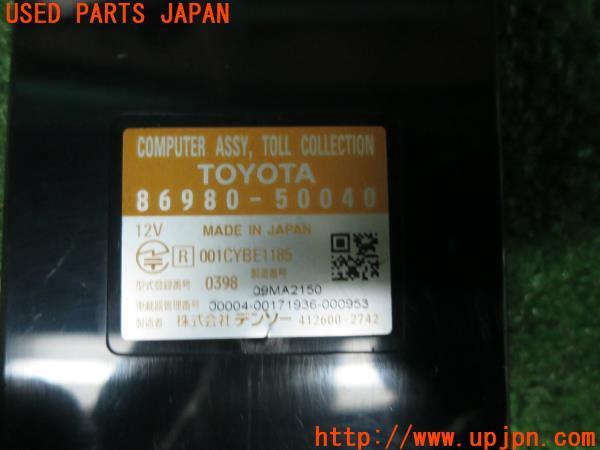 USED PARTS JAPAN
COMPUTER ASSY, TOLL COLLECTION
TOYOTA
86980-50040
12V MADE IN JAPAN
R 001CYBE1185
型式登録番号 0398 製造番号 09MA2150
車載器管理番号 00004-00171936-000953
製造者 株式会社 デンソー 412600-2742
http://www.upjpn.com